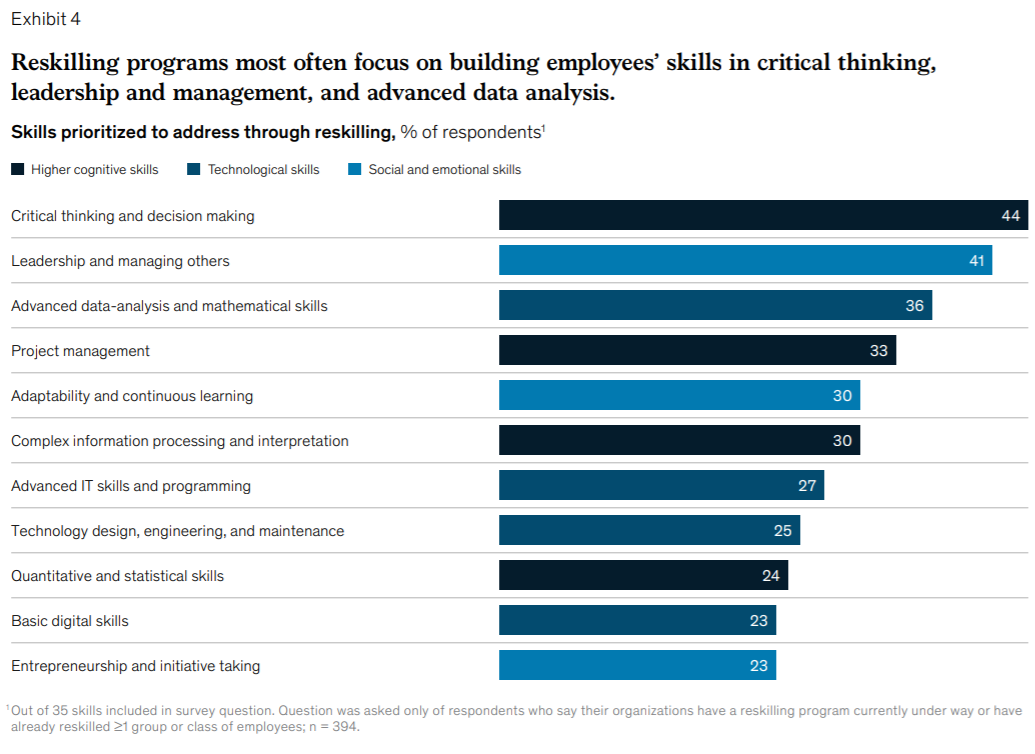 Exhibit 4
Reskilling programs most often focus on building employees’ skills in critical thinking,
leadership and management, and advanced data analysis.
Skills prioritized to address through reskilling, % of respondents¹
Higher cognitive skills Technological skills Social and emotional skills
Critical thinking and decision making 44
Leadership and managing others 41
Advanced data-analysis and mathematical skills 36
Project management 33
Adaptability and continuous learning 30
Complex information processing and interpretation 30
Advanced IT skills and programming 27
Technology design, engineering, and maintenance 25
Quantitative and statistical skills 24
Basic digital skills 23
Entrepreneurship and initiative taking 23
¹Out of 35 skills included in survey question. Question was asked only of respondents who say their organizations have a reskilling program currently under way or have
already reskilled ≥1 group or class of employees; n = 394.